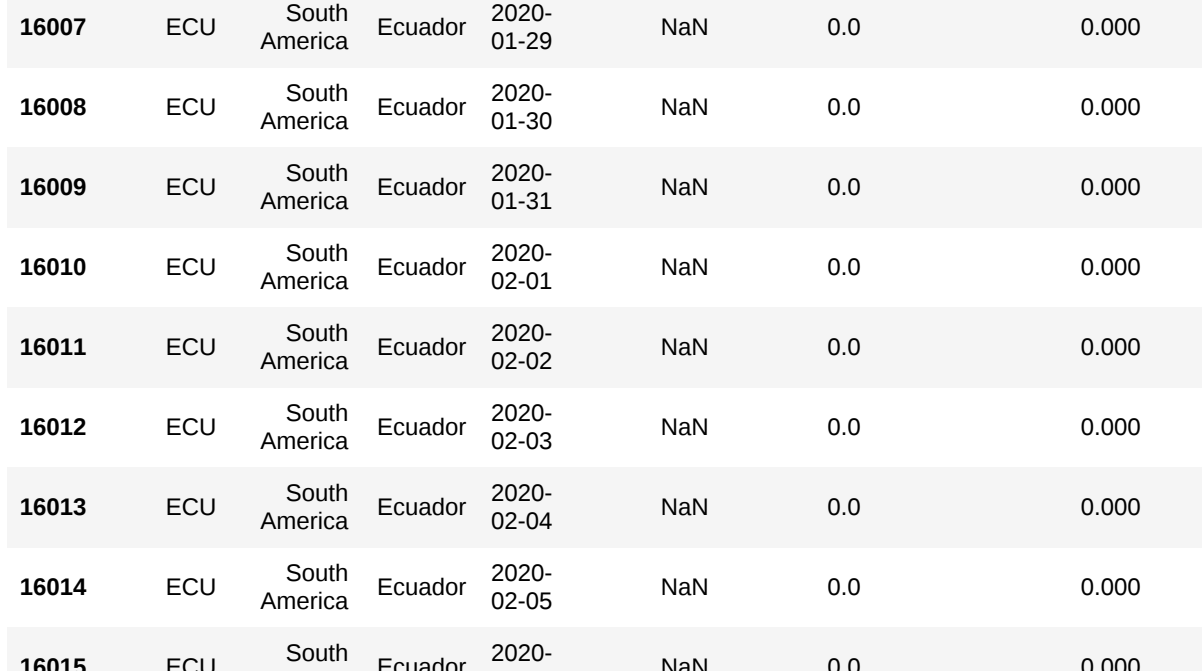 16007 ECU South America Ecuador 2020-01-29 NaN 0.0 0.000
16008 ECU South America Ecuador 2020-01-30 NaN 0.0 0.000
16009 ECU South America Ecuador 2020-01-31 NaN 0.0 0.000
16010 ECU South America Ecuador 2020-02-01 NaN 0.0 0.000
16011 ECU South America Ecuador 2020-02-02 NaN 0.0 0.000
16012 ECU South America Ecuador 2020-02-03 NaN 0.0 0.000
16013 ECU South America Ecuador 2020-02-04 NaN 0.0 0.000
16014 ECU South America Ecuador 2020-02-05 NaN 0.0 0.000
16015 ECU South Ecuador 2020- NaN 0.0 0.000